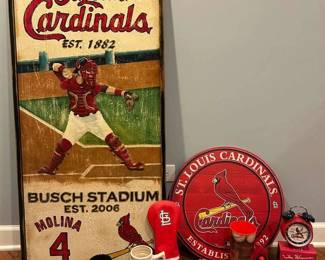 Cardinals
EST. 1882
BUSCH STADIUM
EST. 2006
MOLINA
4
ST. LOUIS CARDINALS
Cardinals
STL